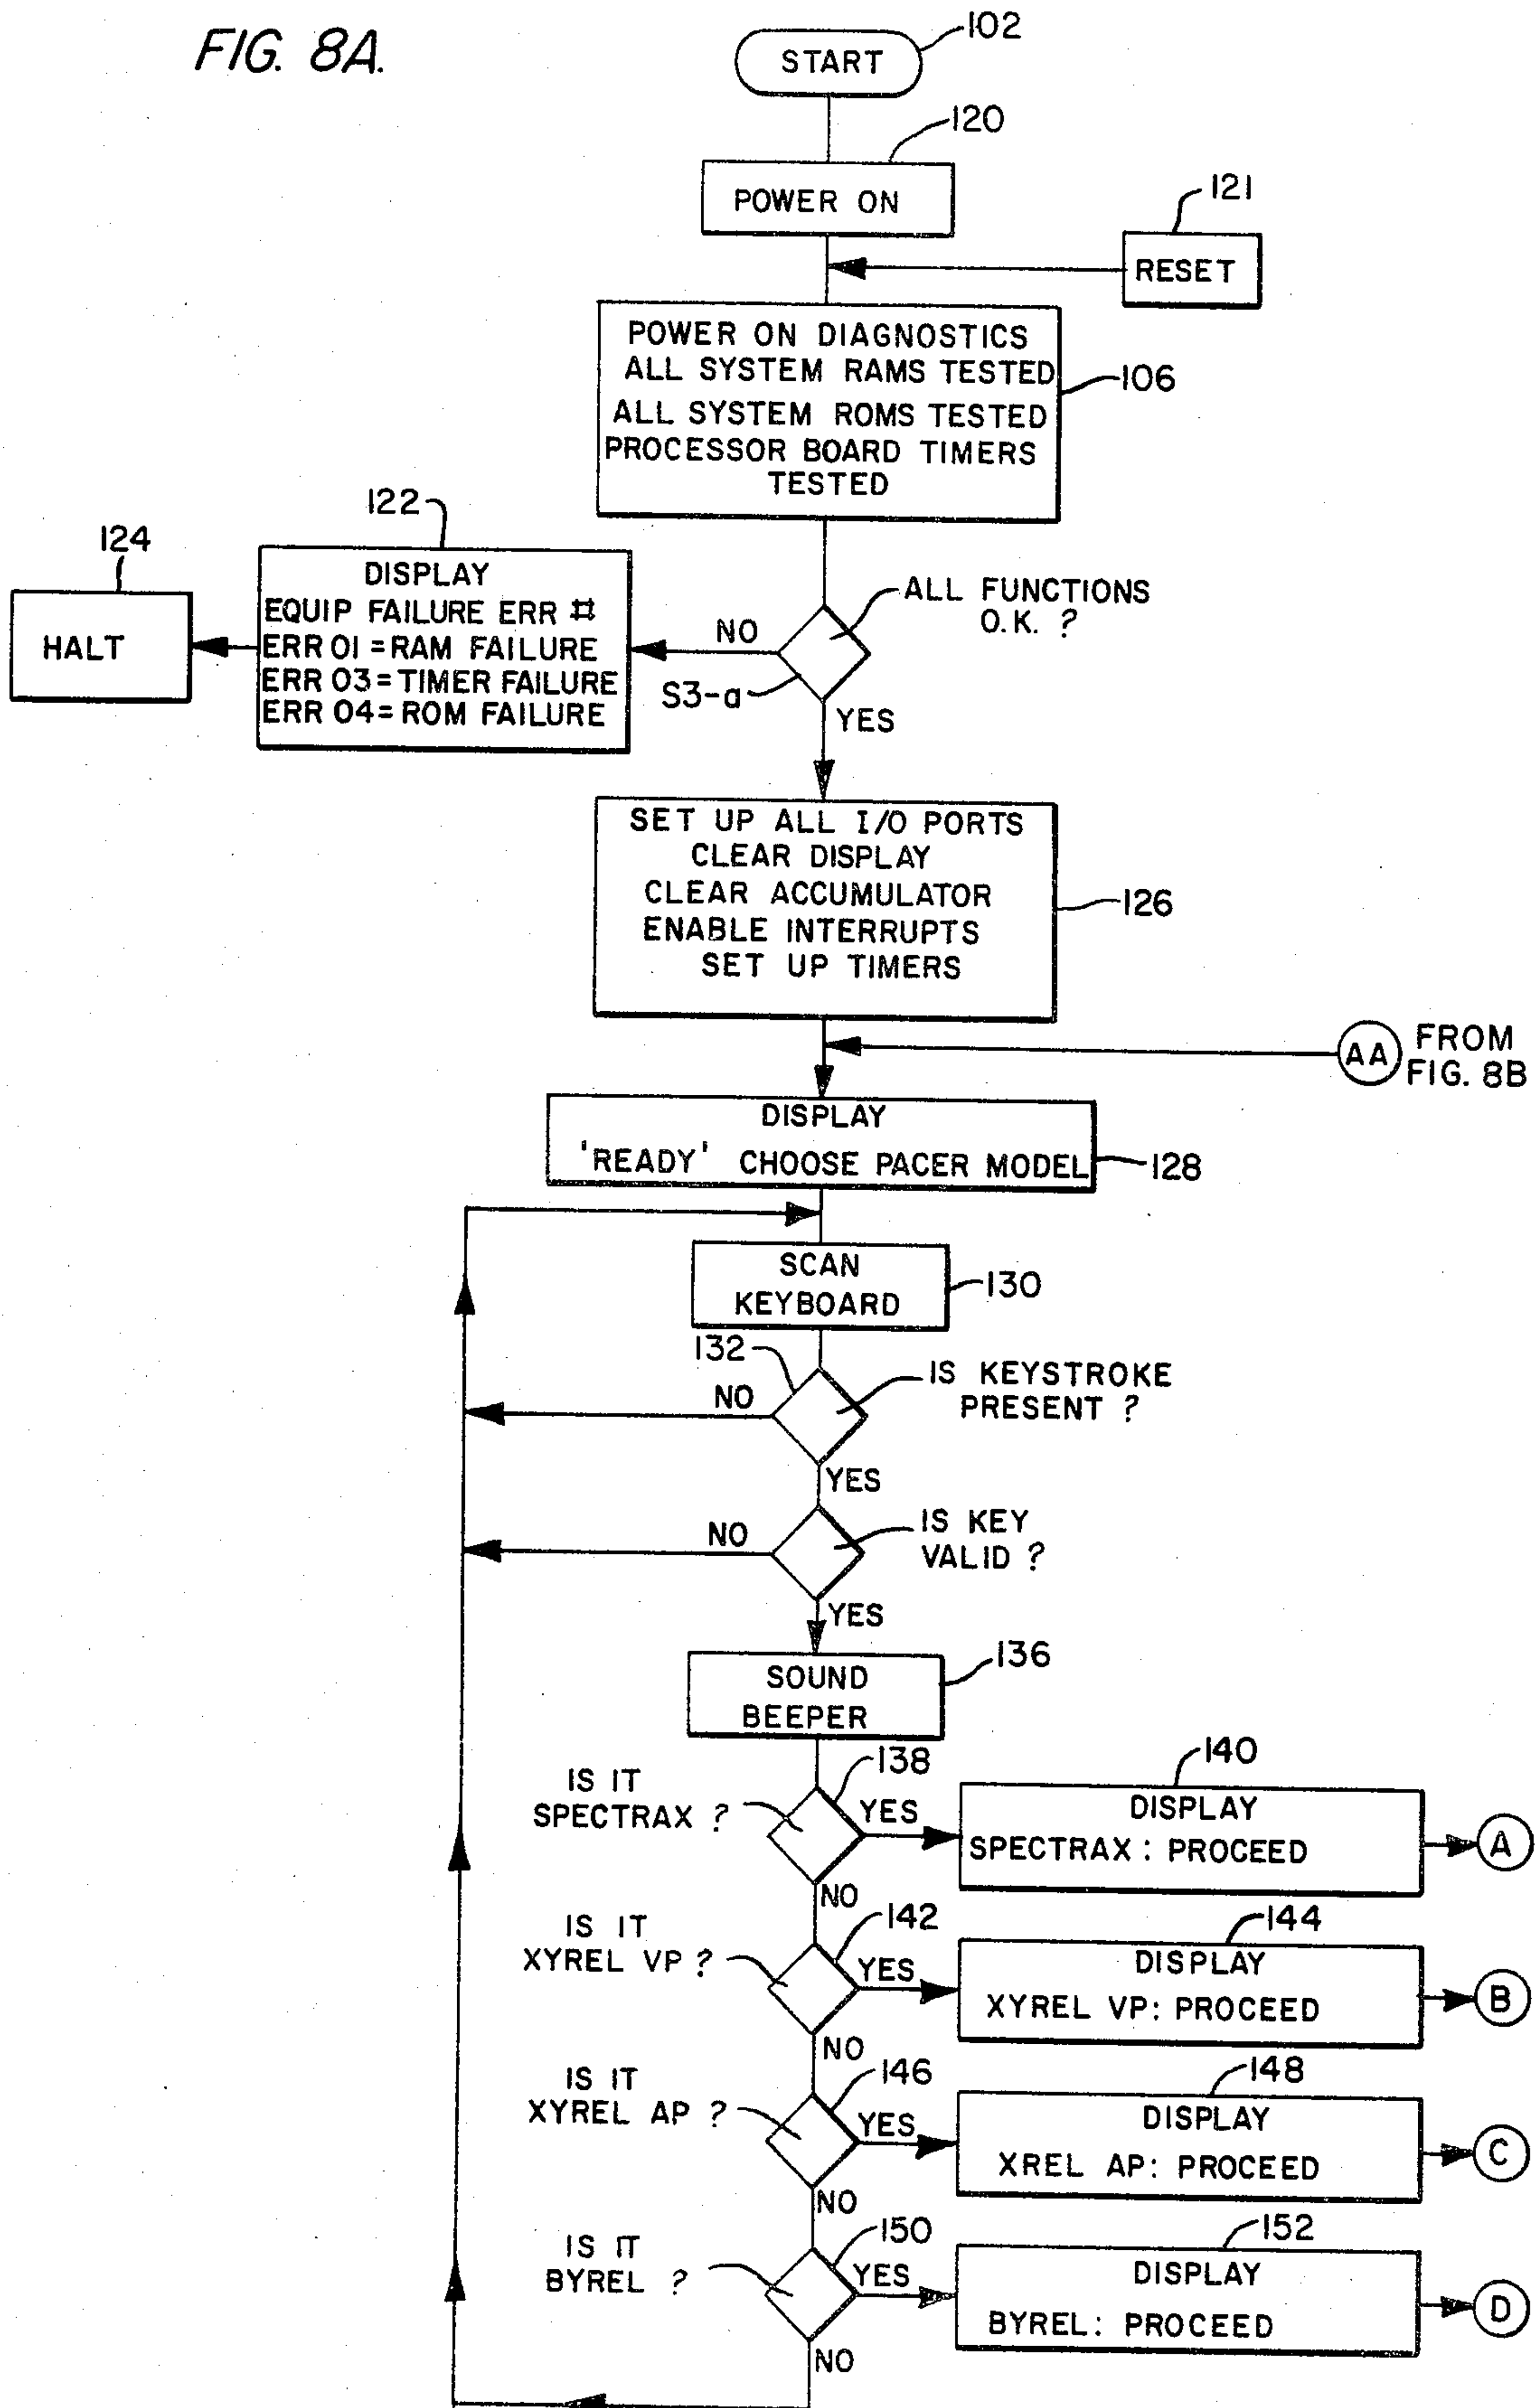 FIG. 8A.
102
START
120
POWER ON
121
RESET
POWER ON DIAGNOSTICS
ALL SYSTEM RAMS TESTED
ALL SYSTEM ROMS TESTED
PROCESSOR BOARD TIMERS
TESTED
106
122
124
DISPLAY
EQUIP FAILURE ERR #
ERR 01 = RAM FAILURE
ERR 03 = TIMER FAILURE
ERR 04 = ROM FAILURE
HALT
NO
ALL FUNCTIONS
O.K. ?
S3-a
YES
SET UP ALL I/O PORTS
CLEAR DISPLAY
CLEAR ACCUMULATOR
ENABLE INTERRUPTS
SET UP TIMERS
126
AA
FROM
FIG. 8B
DISPLAY
'READY' CHOOSE PACER MODEL
128
SCAN
KEYBOARD
130
132
NO
IS KEYSTROKE
PRESENT ?
YES
NO
IS KEY
VALID ?
YES
SOUND
BEEPER
136
138
IS IT
SPECTRAX ?
YES
NO
140
DISPLAY
SPECTRAX : PROCEED
A
IS IT
XYREL VP ?
142
YES
NO
144
DISPLAY
XYREL VP: PROCEED
B
IS IT
XYREL AP ?
146
YES
NO
148
DISPLAY
XREL AP: PROCEED
C
IS IT
BYREL ?
150
YES
NO
152
DISPLAY
BYREL: PROCEED
D